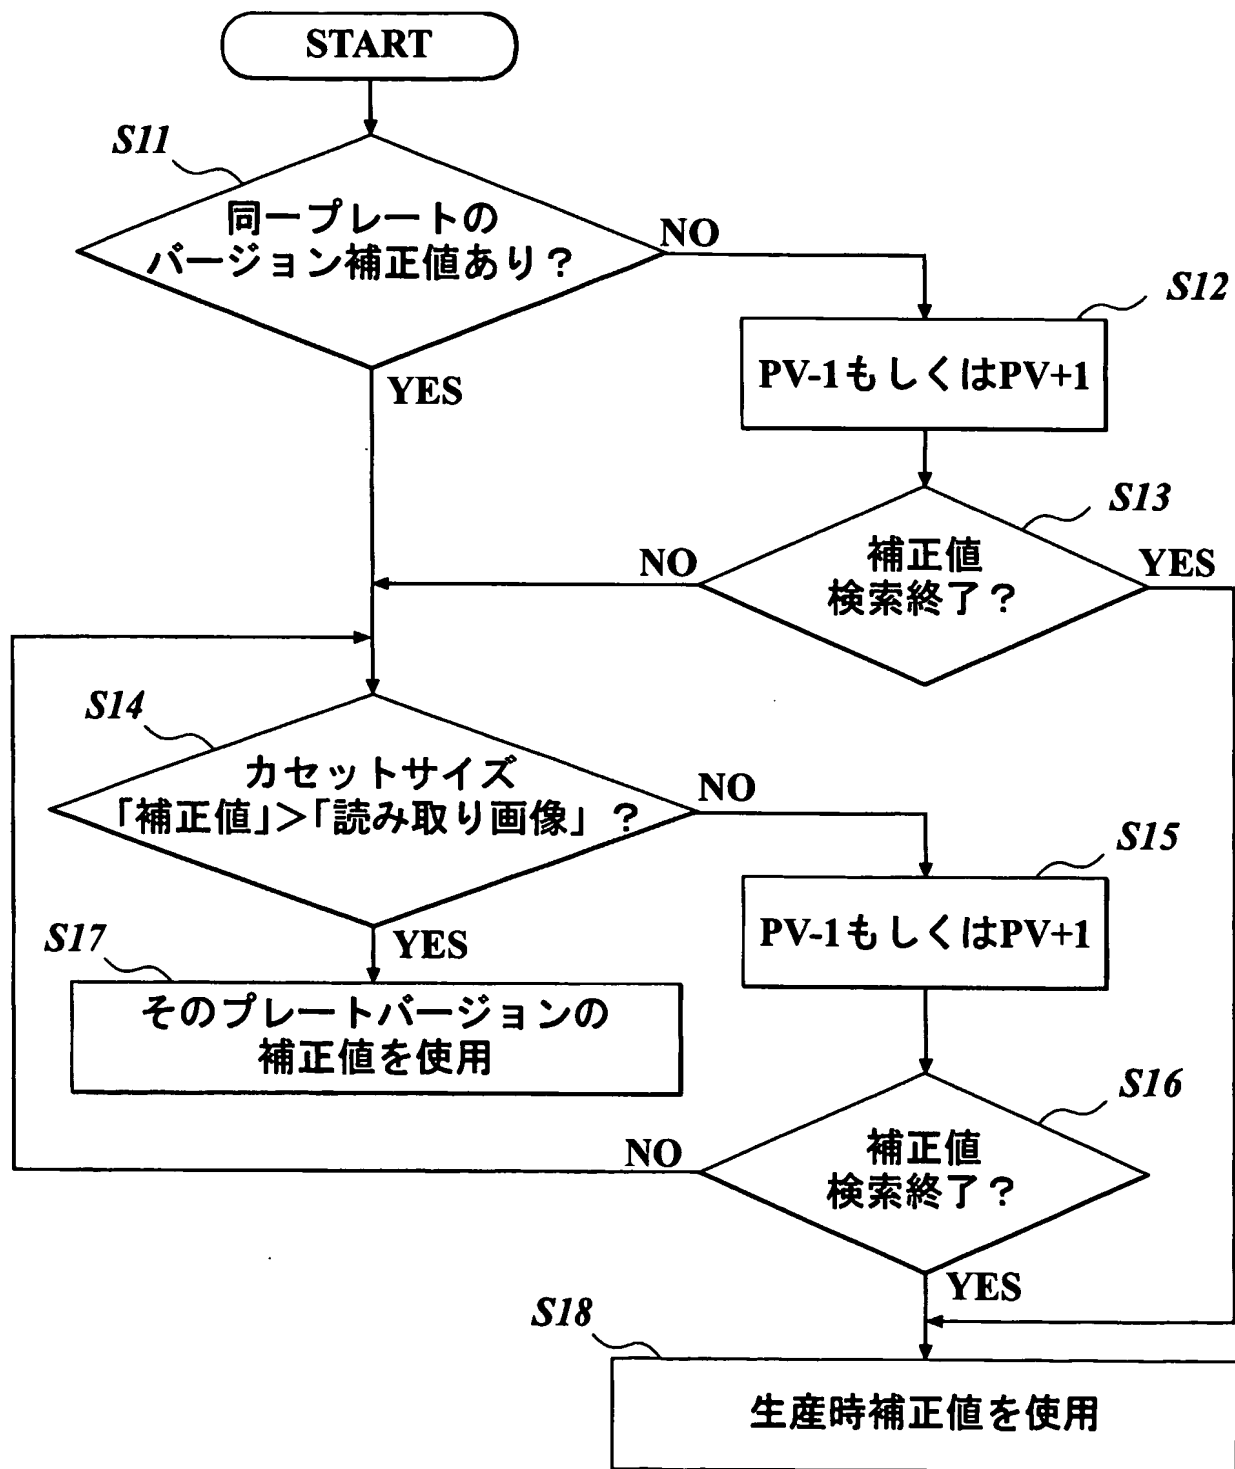 START
S11
同一プレートの
バージョン補正値あり？
NO
S12
YES
PV-1もしくはPV+1
S13
補正値
検索終了？
NO
YES
S14
カセットサイズ
「補正値」>「読み取り画像」？
NO
S15
YES
PV-1もしくはPV+1
S17
そのプレートバージョンの
補正値を使用
S16
補正値
検索終了？
NO
YES
S18
生産時補正値を使用